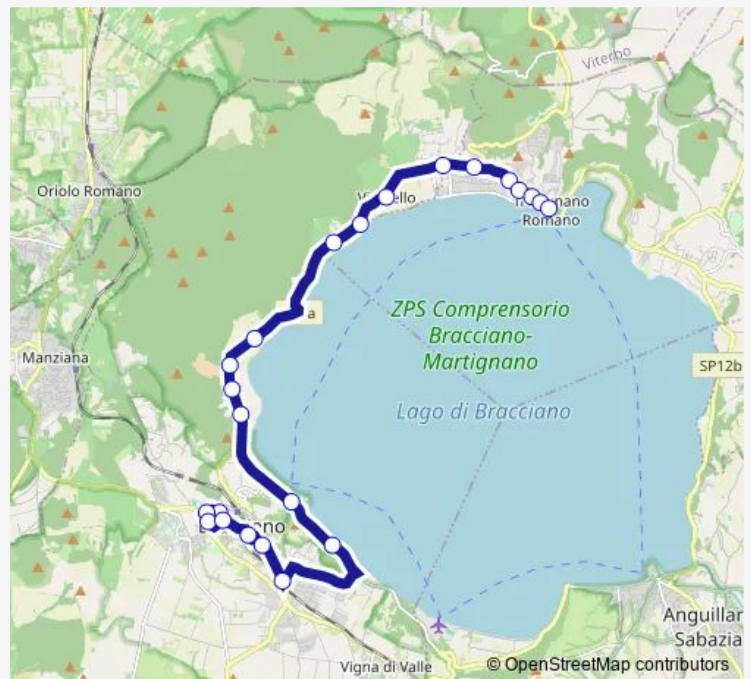 Viterbo
Oriolo Romano
Romano
ZPS Comprensorio
Bracciano-
Martignano
Manziana
a
SP12b
Lago di Bracciano
Anguillar
Sabazia
Vigna di Valle
© OpenStreetMap contributors